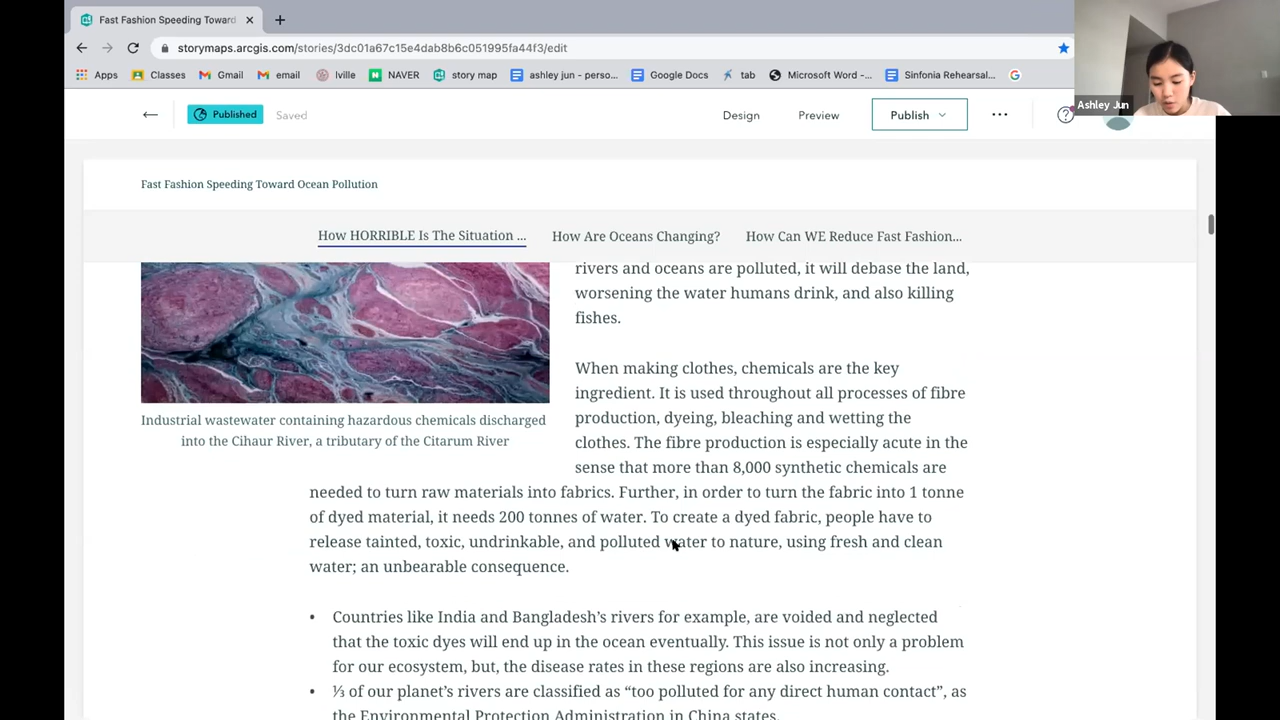 Fast Fashion Speeding Toward
storymaps.arcgis.com/stories/3dc01a67c15e4dab8b6c051995fa44f3/edit
Apps Classes Gmail email lville NAVER story map ashley jun - perso... Google Docs tab Microsoft Word -... Sinfonia Rehearsal...
Ashley Jun
Published Saved Design Preview Publish
Fast Fashion Speeding Toward Ocean Pollution
How HORRIBLE Is The Situation ... How Are Oceans Changing? How Can WE Reduce Fast Fashion...
rivers and oceans are polluted, it will debase the land,
worsening the water humans drink, and also killing
fishes.
Industrial wastewater containing hazardous chemicals discharged
into the Cihaur River, a tributary of the Citarum River
When making clothes, chemicals are the key
ingredient. It is used throughout all processes of fibre
production, dyeing, bleaching and wetting the
clothes. The fibre production is especially acute in the
sense that more than 8,000 synthetic chemicals are
needed to turn raw materials into fabrics. Further, in order to turn the fabric into 1 tonne
of dyed material, it needs 200 tonnes of water. To create a dyed fabric, people have to
release tainted, toxic, undrinkable, and polluted water to nature, using fresh and clean
water; an unbearable consequence.
• Countries like India and Bangladesh’s rivers for example, are voided and neglected
that the toxic dyes will end up in the ocean eventually. This issue is not only a problem
for our ecosystem, but, the disease rates in these regions are also increasing.
• ⅓ of our planet’s rivers are classified as “too polluted for any direct human contact”, as
the Environmental Protection Administration in China states.